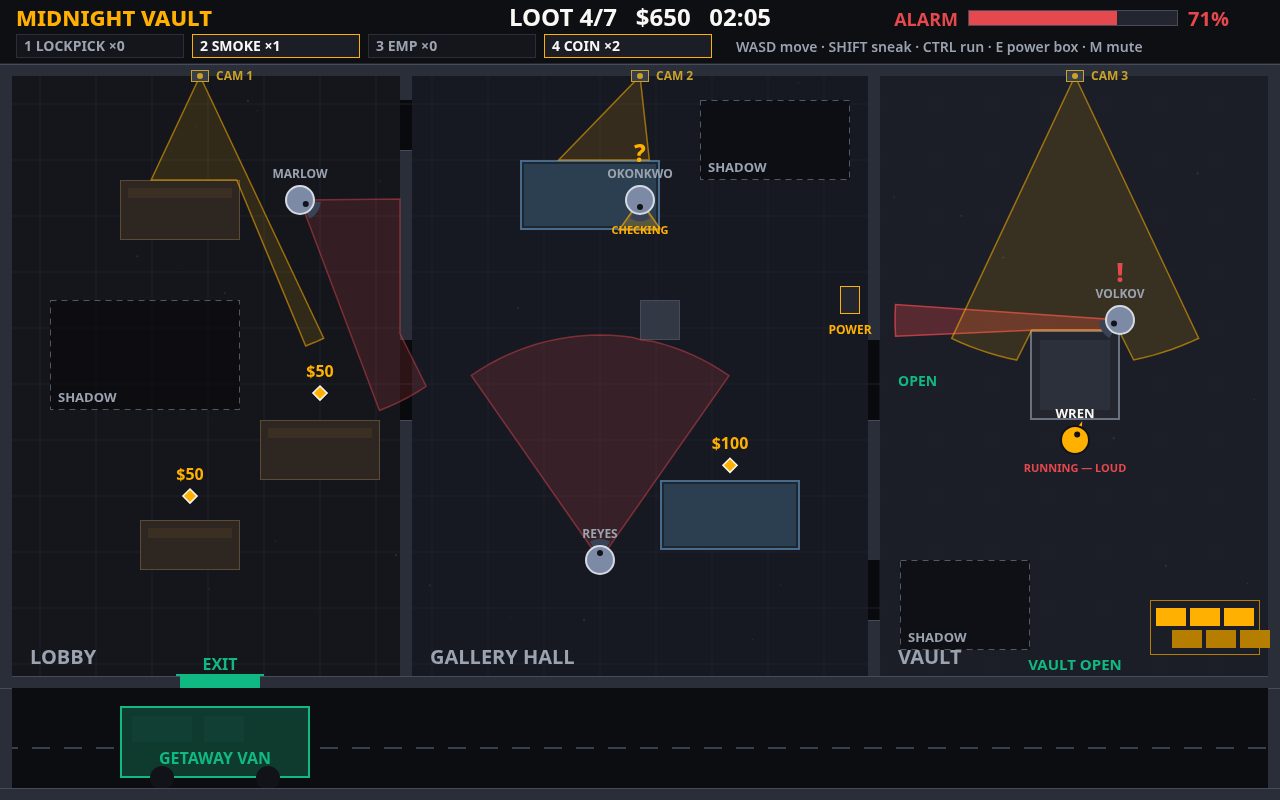 MIDNIGHT VAULT
LOOT 4/7 $650 02:05
ALARM 71%
1 LOCKPICK ×0
2 SMOKE ×1
3 EMP ×0
4 COIN ×2
WASD move · SHIFT sneak · CTRL run · E power box · M mute
CAM 1
CAM 2
CAM 3
MARLOW
?
OKONKWO
CHECKING
SHADOW
!
VOLKOV
POWER
OPEN
SHADOW
$50
WREN
RUNNING — LOUD
$100
$50
REYES
SHADOW
LOBBY
EXIT
GALLERY HALL
VAULT
VAULT OPEN
GETAWAY VAN